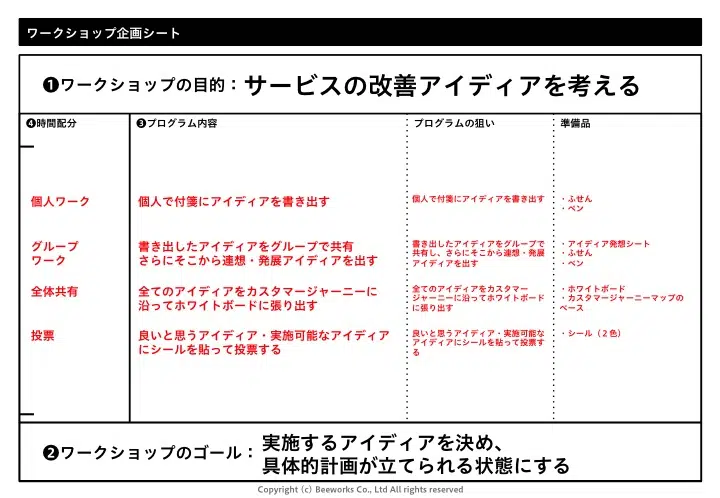 ワークショップ企画シート
❶ワークショップの目的：サービスの改善アイディアを考える
❹時間配分
❸プログラム内容
プログラムの狙い
準備品
個人ワーク
個人で付箋にアイディアを書き出す
個人で付箋にアイディアを書き出す
・ふせん
・ペン
グループ
ワーク
書き出したアイディアをグループで共有
さらにそこから連想・発展アイディアを出す
書き出したアイディアをグループで
共有し、さらにそこから連想・発展
アイディアを出す
・アイディア発想シート
・ふせん
・ペン
全体共有
全てのアイディアをカスタマージャーニーに
沿ってホワイトボードに張り出す
全てのアイディアをカスタマー
ジャーニーに沿ってホワイトボード
に張り出す
・ホワイトボード
・カスタマージャーニーマップの
ベース
投票
良いと思うアイディア・実施可能なアイディア
にシールを貼って投票する
良いと思うアイディア・実施可能な
アイディアにシールを貼って投票す
る
・シール（２色）
❷ワークショップのゴール：
実施するアイディアを決め、
具体的計画が立てられる状態にする
Copyright（c）Beeworks Co., Ltd All rights reserved